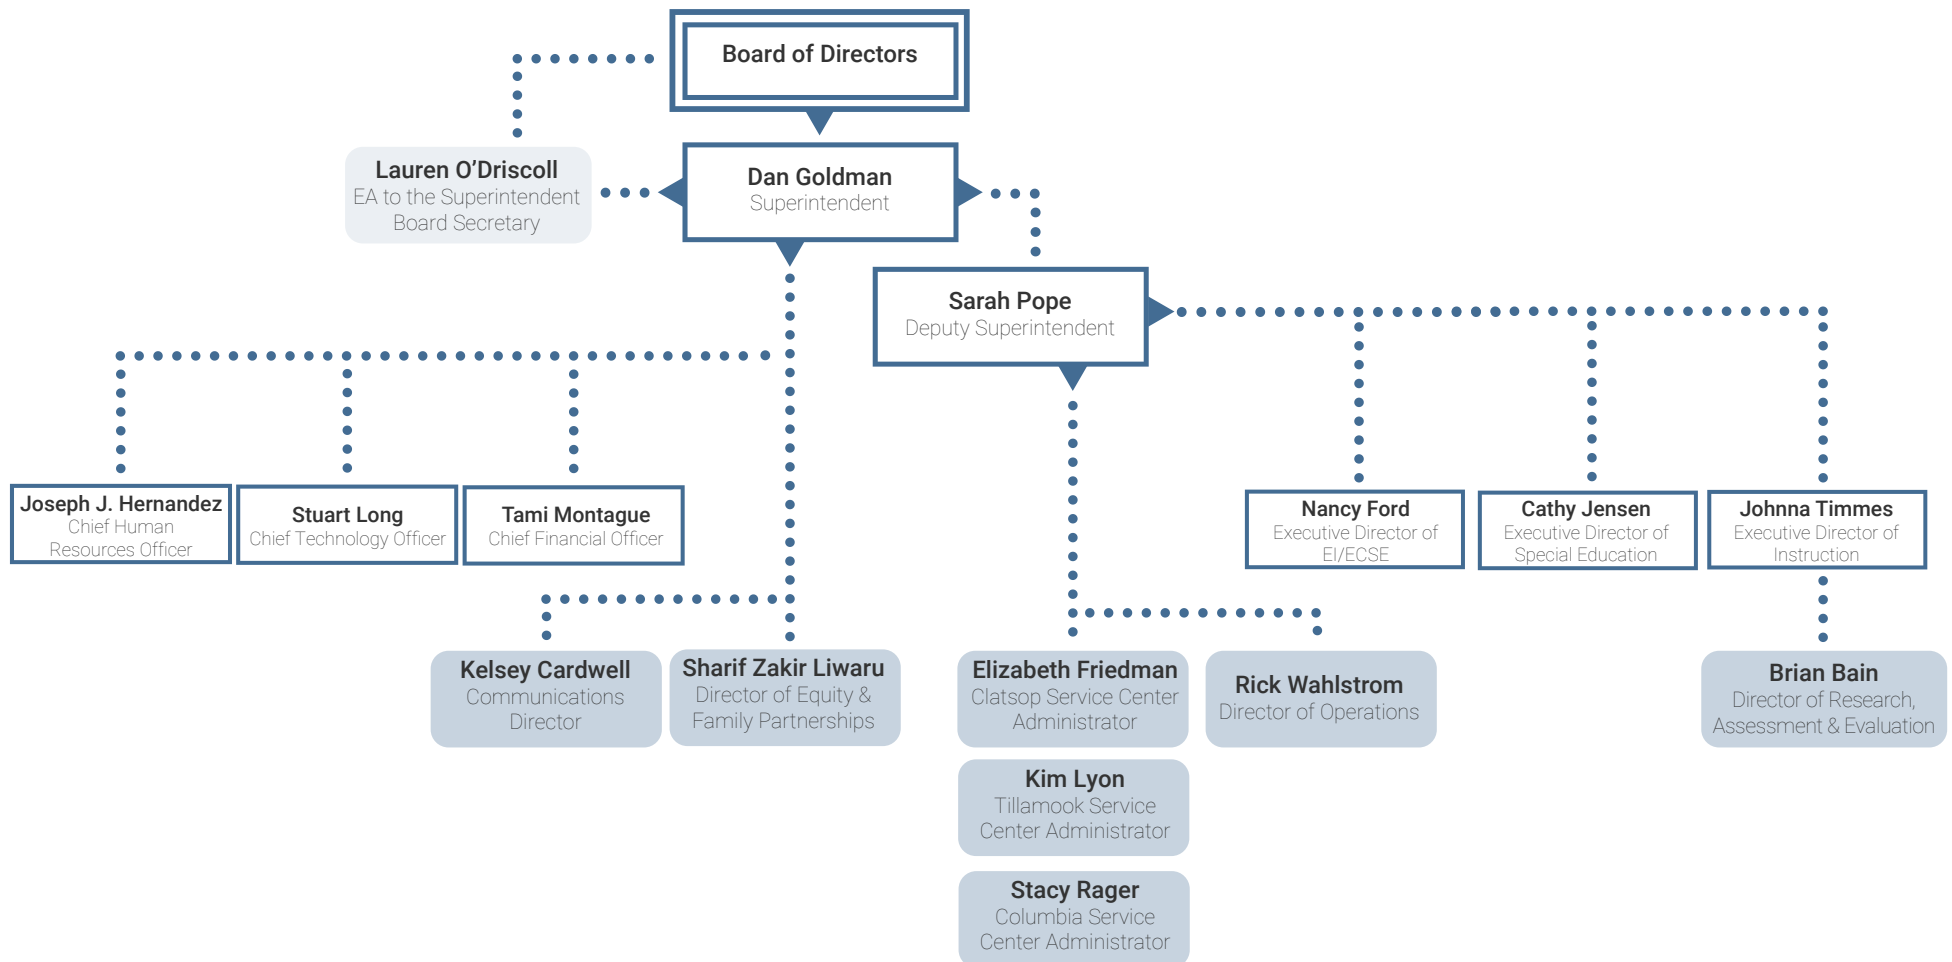 Board of Directors
Lauren O’Driscoll
EA to the Superintendent
Board Secretary
Dan Goldman
Superintendent
Sarah Pope
Deputy Superintendent
Joseph J. Hernandez
Chief Human
Resources Officer
Stuart Long
Chief Technology Officer
Tami Montague
Chief Financial Officer
Nancy Ford
Executive Director of
EI/ECSE
Cathy Jensen
Executive Director of
Special Education
Johnna Timmes
Executive Director of
Instruction
Kelsey Cardwell
Communications
Director
Sharif Zakir Liwaru
Director of Equity &
Family Partnerships
Elizabeth Friedman
Clatsop Service Center
Administrator
Rick Wahlstrom
Director of Operations
Brian Bain
Director of Research,
Assessment & Evaluation
Kim Lyon
Tillamook Service
Center Administrator
Stacy Rager
Columbia Service
Center Administrator